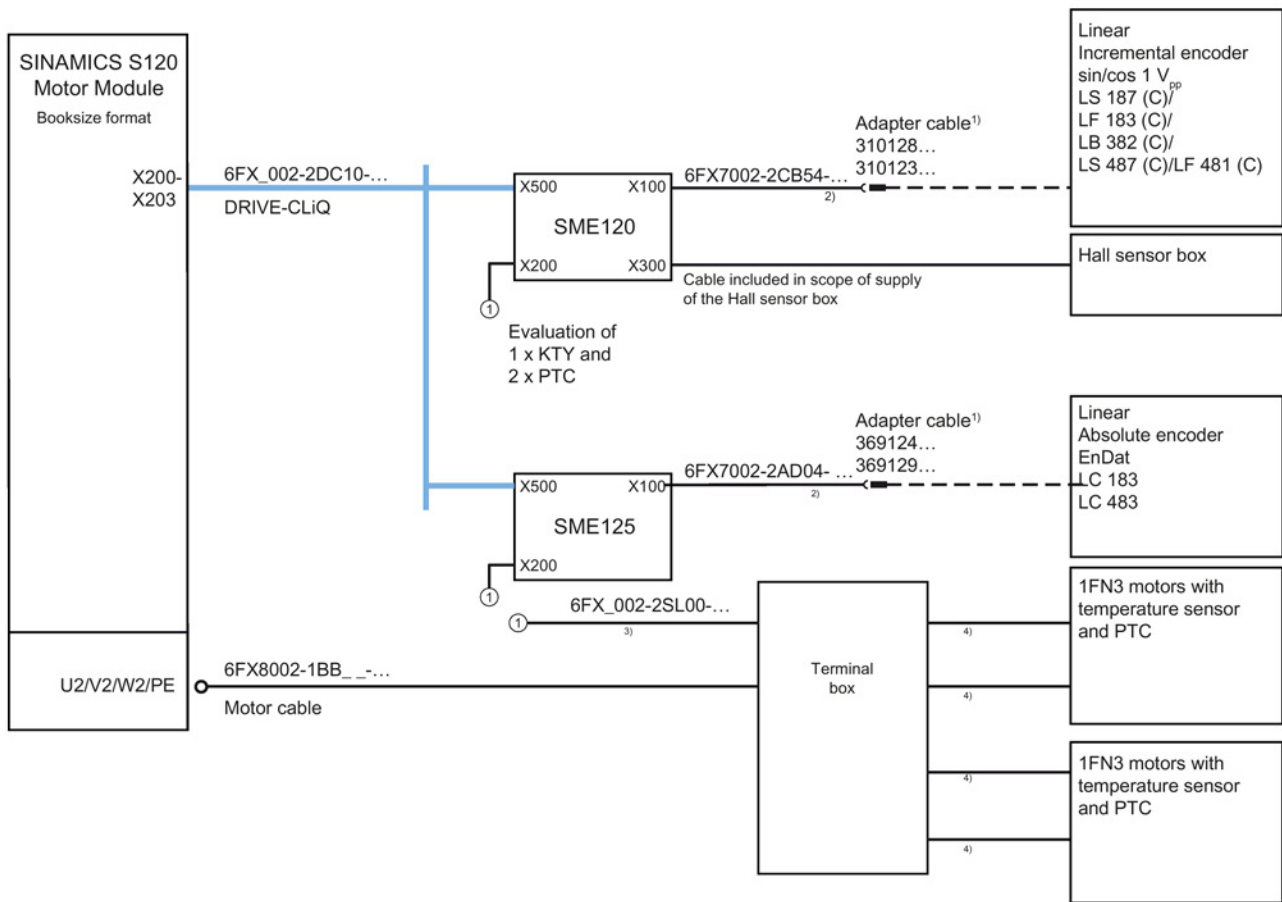 SINAMICS S120
Motor Module
Booksize format
X200-
X203
6FX_002-2DC10-...
DRIVE-CLiQ
X500
X100
SME120
X200
X300
1
Evaluation of
1 x KTY and
2 x PTC
6FX7002-2CB54-...
2)
Adapter cable1)
310128...
310123...
Cable included in scope of supply
of the Hall sensor box
Linear
Incremental encoder
sin/cos 1 Vpp
LS 187 (C)/
LF 183 (C)/
LB 382 (C)/
LS 487 (C)/LF 481 (C)
Hall sensor box
X500
X100
SME125
X200
1
6FX7002-2AD04- ...
2)
Adapter cable1)
369124...
369129...
Linear
Absolute encoder
EnDat
LC 183
LC 483
1
6FX_002-2SL00-...
3)
U2/V2/W2/PE
6FX8002-1BB_ _-...
Motor cable
Terminal
box
4)
4)
4)
4)
1FN3 motors with
temperature sensor
and PTC
1FN3 motors with
temperature sensor
and PTC